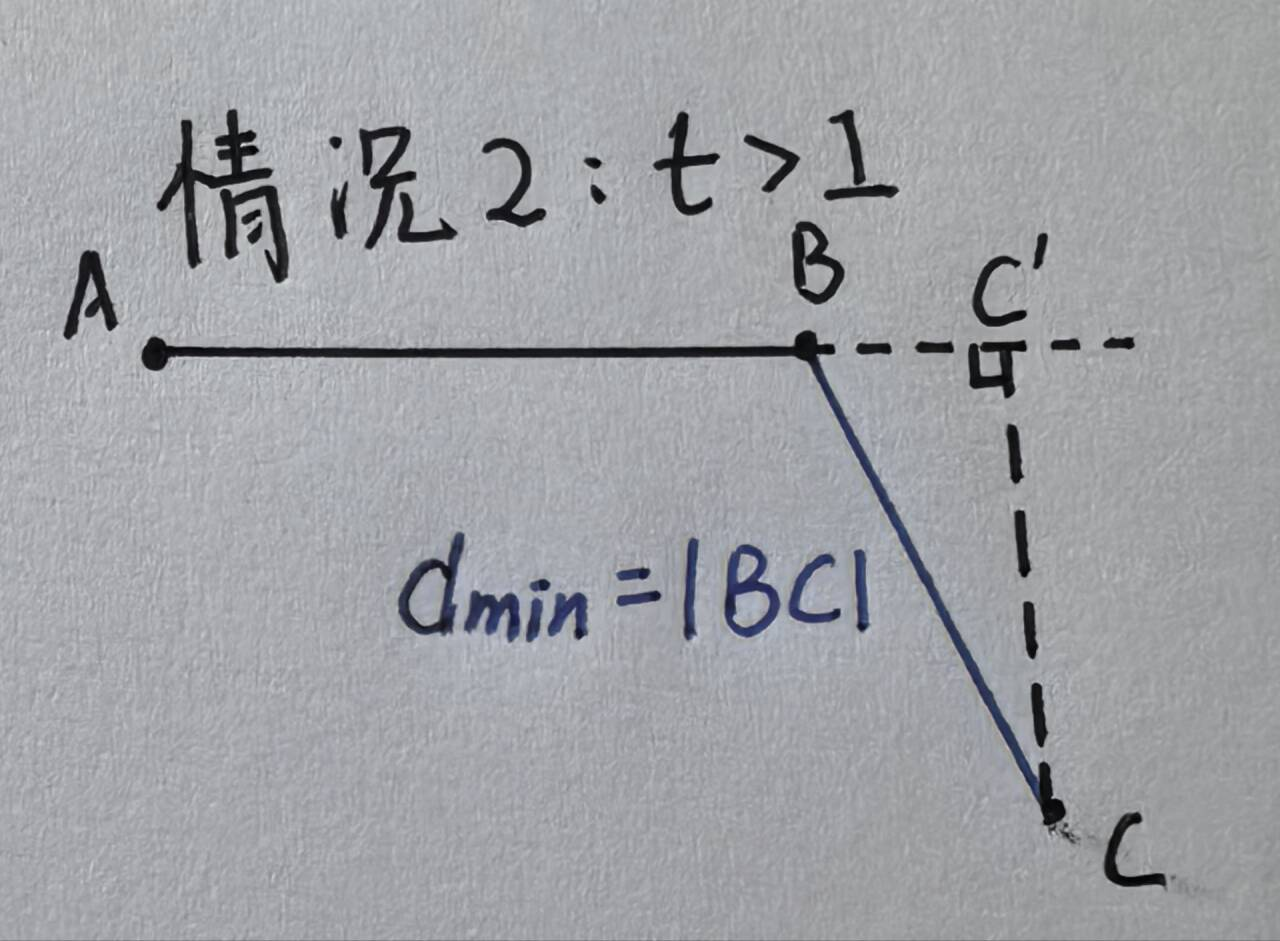 情况2:t>1
A
B
C'
dmin=|BC|
C